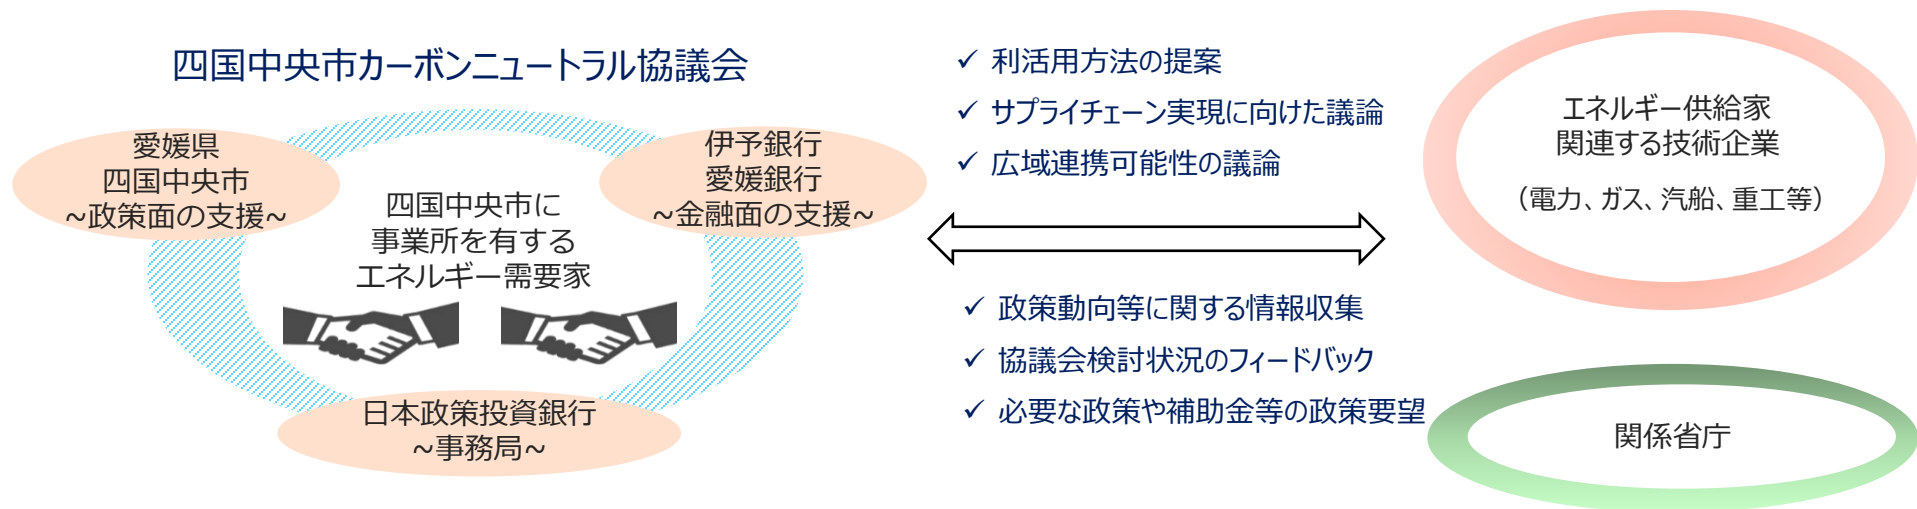 四国中央市カーボンニュートラル協議会
愛媛県
四国中央市
~政策面の支援~
伊予銀行
愛媛銀行
~金融面の支援~
四国中央市に
事業所を有する
エネルギー需要家
日本政策投資銀行
~事務局~
✓ 利活用方法の提案
✓ サプライチェーン実現に向けた議論
✓ 広域連携可能性の議論
✓ 政策動向等に関する情報収集
✓ 協議会検討状況のフィードバック
✓ 必要な政策や補助金等の政策要望
エネルギー供給家
関連する技術企業
（電力、ガス、汽船、重工等）
関係省庁